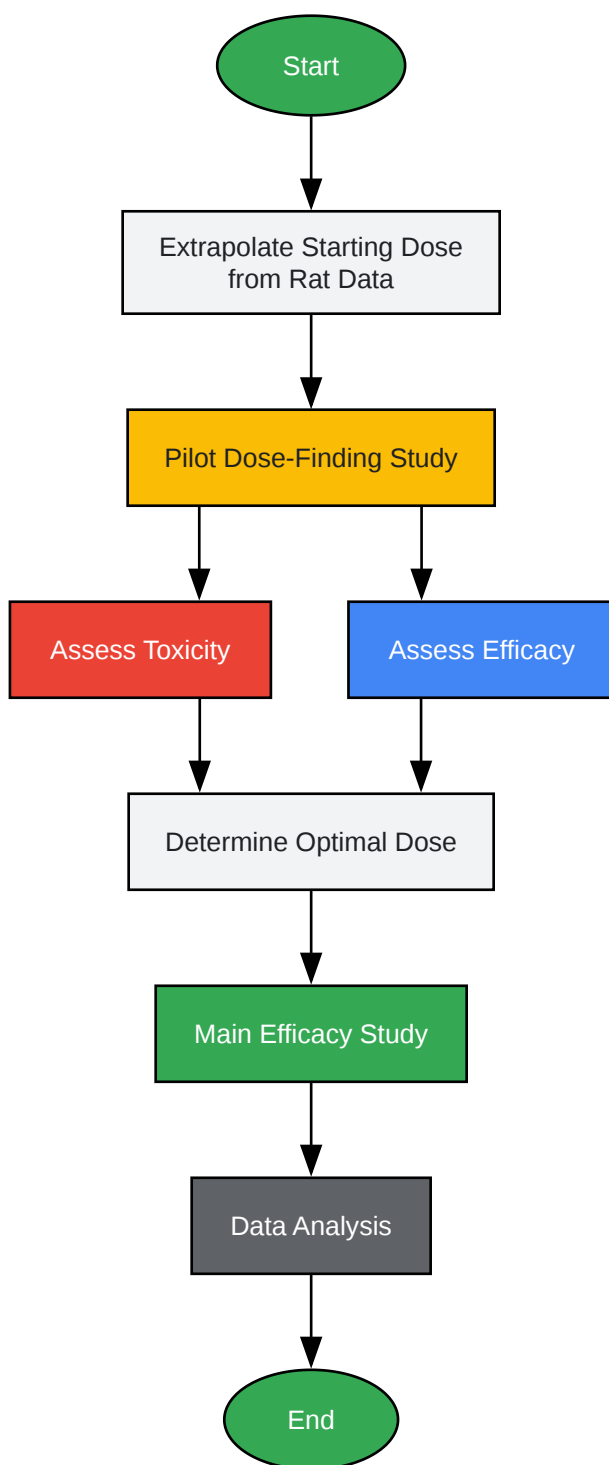 Start
Extrapolate Starting Dose
from Rat Data
Pilot Dose-Finding Study
Assess Toxicity
Assess Efficacy
Determine Optimal Dose
Main Efficacy Study
Data Analysis
End